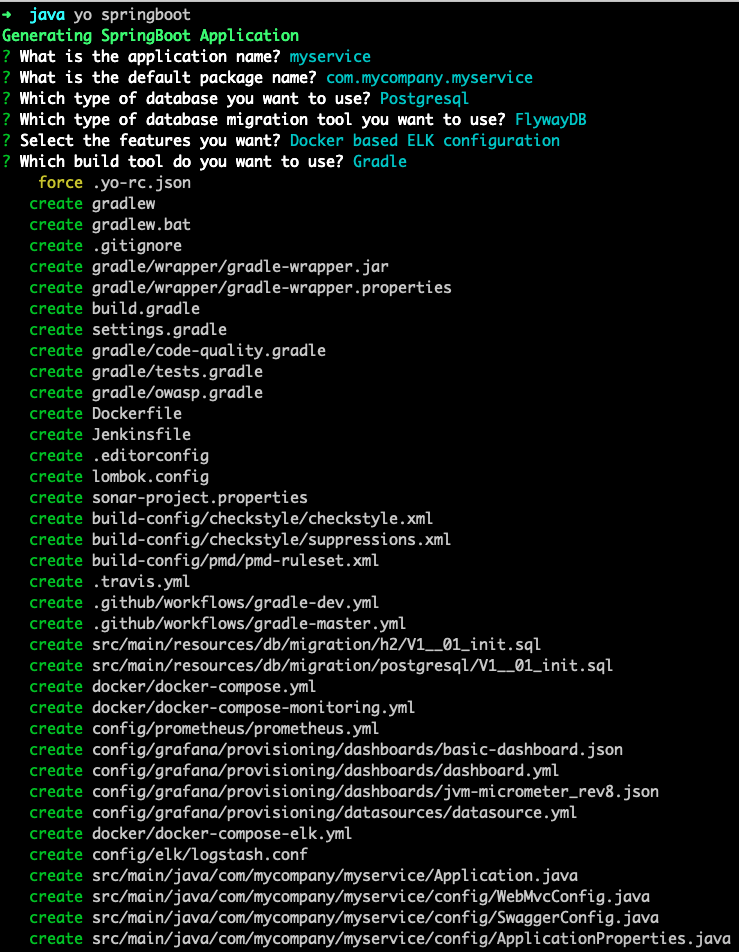 ➜ java yo springboot
Generating SpringBoot Application
? What is the application name? myservice
? What is the default package name? com.mycompany.myservice
? Which type of database you want to use? Postgresql
? Which type of database migration tool you want to use? FlywayDB
? Select the features you want? Docker based ELK configuration
? Which build tool do you want to use? Gradle
force .yo-rc.json
create gradlew
create gradlew.bat
create .gitignore
create gradle/wrapper/gradle-wrapper.jar
create gradle/wrapper/gradle-wrapper.properties
create build.gradle
create settings.gradle
create gradle/code-quality.gradle
create gradle/tests.gradle
create gradle/owasp.gradle
create Dockerfile
create Jenkinsfile
create .editorconfig
create lombok.config
create sonar-project.properties
create build-config/checkstyle/checkstyle.xml
create build-config/checkstyle/suppressions.xml
create build-config/pmd/pmd-ruleset.xml
create .travis.yml
create .github/workflows/gradle-dev.yml
create .github/workflows/gradle-master.yml
create src/main/resources/db/migration/h2/V1__01_init.sql
create src/main/resources/db/migration/postgresql/V1__01_init.sql
create docker/docker-compose.yml
create docker/docker-compose-monitoring.yml
create config/prometheus/prometheus.yml
create config/grafana/provisioning/dashboards/basic-dashboard.json
create config/grafana/provisioning/dashboards/dashboard.yml
create config/grafana/provisioning/dashboards/jvm-micrometer_rev8.json
create config/grafana/provisioning/datasources/datasource.yml
create docker/docker-compose-elk.yml
create config/elk/logstash.conf
create src/main/java/com/mycompany/myservice/Application.java
create src/main/java/com/mycompany/myservice/config/WebMvcConfig.java
create src/main/java/com/mycompany/myservice/config/SwaggerConfig.java
create src/main/java/com/mycompany/myservice/config/ApplicationProperties.java